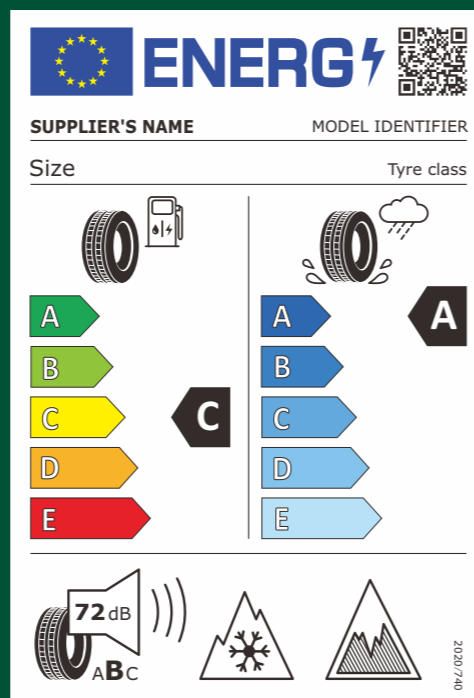 ENERG
SUPPLIER'S NAME
MODEL IDENTIFIER
Size
Tyre class
A
B
C
D
E
C
A
B
C
D
E
A
72 dB
ABC
2020/740